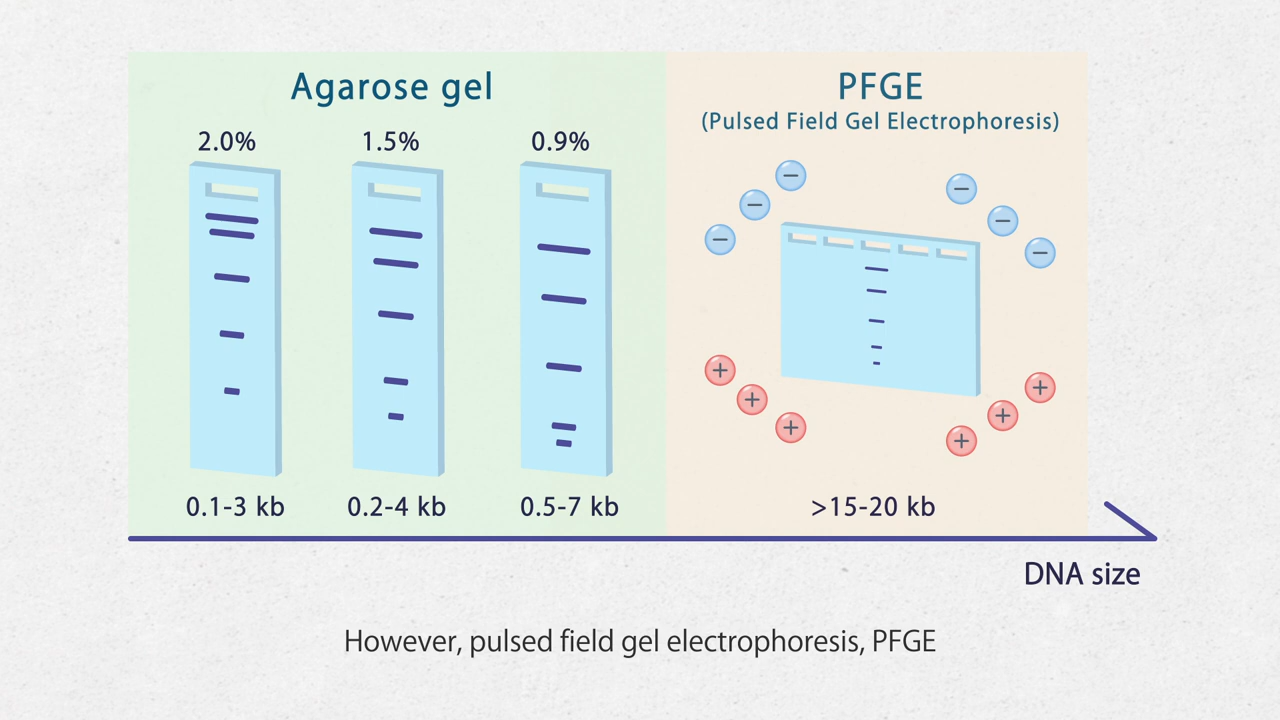 Agarose gel
2.0%
1.5%
0.9%
0.1-3 kb
0.2-4 kb
0.5-7 kb
PFGE
(Pulsed Field Gel Electrophoresis)
− − − − − −
+ + + + + +
>15-20 kb
DNA size
However, pulsed field gel electrophoresis, PFGE